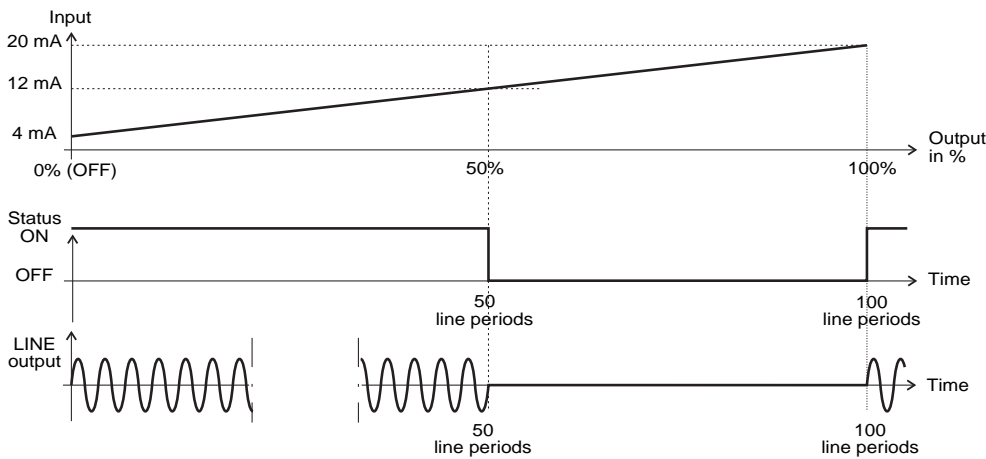 Input
20 mA
12 mA
4 mA
0% (OFF)
50%
100%
Output
in %
Status
ON
OFF
50
line periods
100
line periods
Time
LINE
output
Time
50
line periods
100
line periods